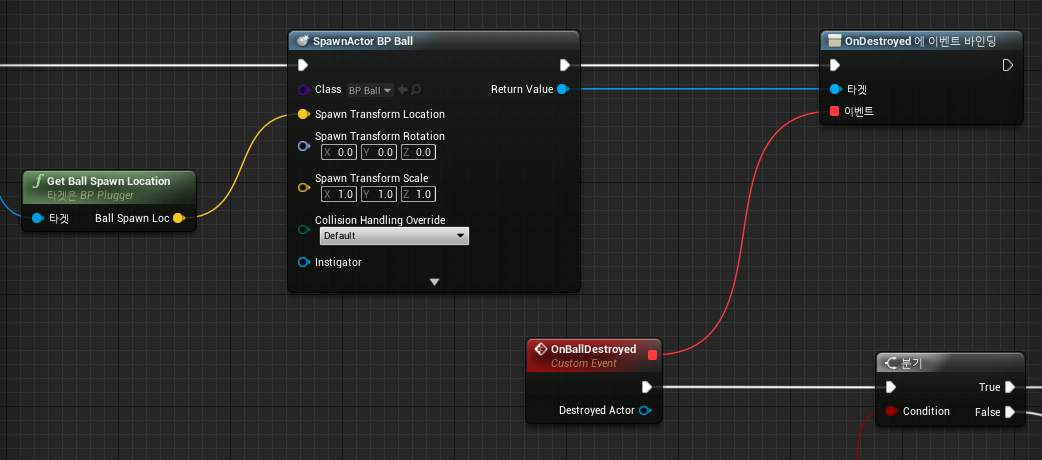 SpawnActor BP Ball
Class BP Ball
Return Value
Spawn Transform Location
Spawn Transform Rotation
X 0.0 Y 0.0 Z 0.0
Spawn Transform Scale
X 1.0 Y 1.0 Z 1.0
Collision Handling Override
Default
Instigator
OnDestroyed 에 이벤트 바인딩
타겟
이벤트
Get Ball Spawn Location
타겟은 BP Plugger
타겟 Ball Spawn Loc
OnBallDestroyed
Custom Event
Destroyed Actor
분기
True
Condition False